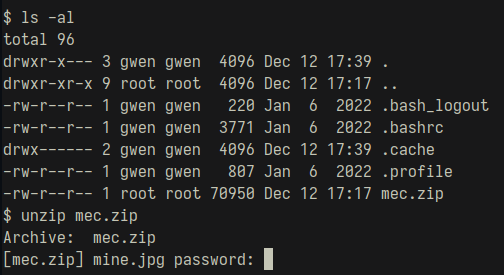 $ ls -al
total 96
drwxr-x--- 3 gwen gwen  4096 Dec 12 17:39 .
drwxr-xr-x 9 root root  4096 Dec 12 17:17 ..
-rw-r--r-- 1 gwen gwen   220 Jan  6  2022 .bash_logout
-rw-r--r-- 1 gwen gwen  3771 Jan  6  2022 .bashrc
drwx------ 2 gwen gwen  4096 Dec 12 17:39 .cache
-rw-r--r-- 1 gwen gwen   807 Jan  6  2022 .profile
-rw-r--r-- 1 root root 70950 Dec 12 17:17 mec.zip
$ unzip mec.zip
Archive:  mec.zip
[mec.zip] mine.jpg password: